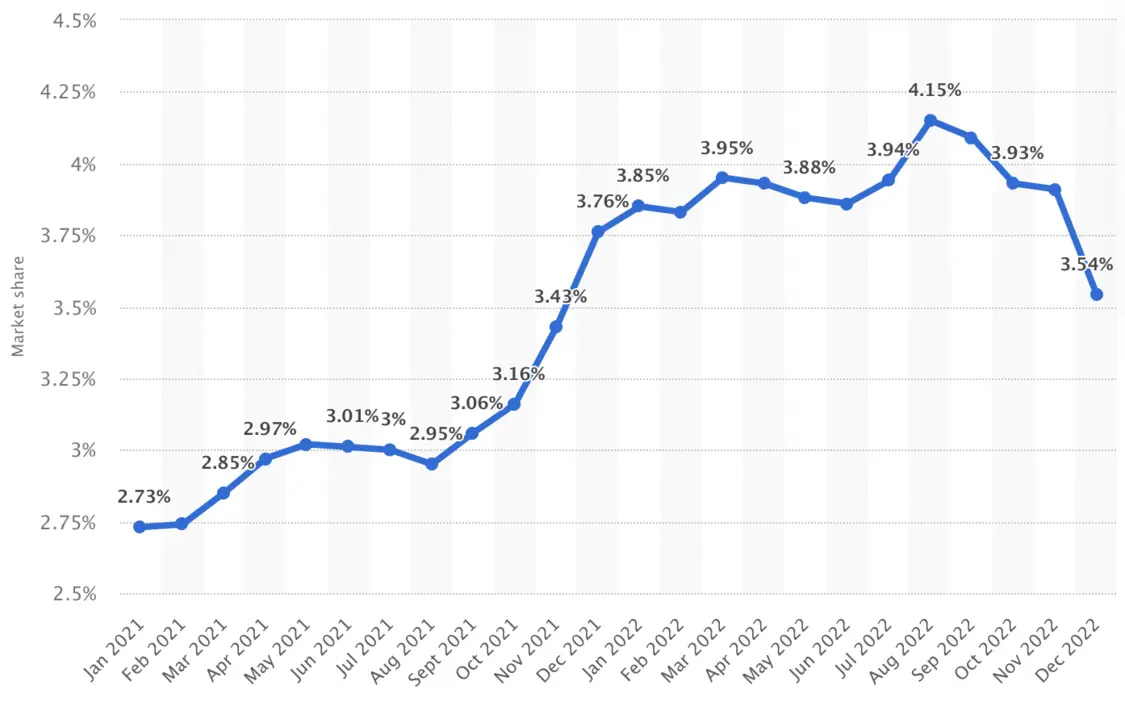 4.5%
4.25%
4%
3.75%
3.5%
3.25%
3%
2.75%
2.5%
Market share
2.73%
2.85%
2.97%
3.01%
3%
2.95%
3.06%
3.16%
3.43%
3.76%
3.85%
3.95%
3.88%
3.94%
4.15%
3.93%
3.54%
Jan 2021
Feb 2021
Mar 2021
Apr 2021
May 2021
Jun 2021
Jul 2021
Aug 2021
Sept 2021
Oct 2021
Nov 2021
Dec 2021
Jan 2022
Feb 2022
Mar 2022
Apr 2022
May 2022
Jun 2022
Jul 2022
Aug 2022
Sep 2022
Oct 2022
Nov 2022
Dec 2022